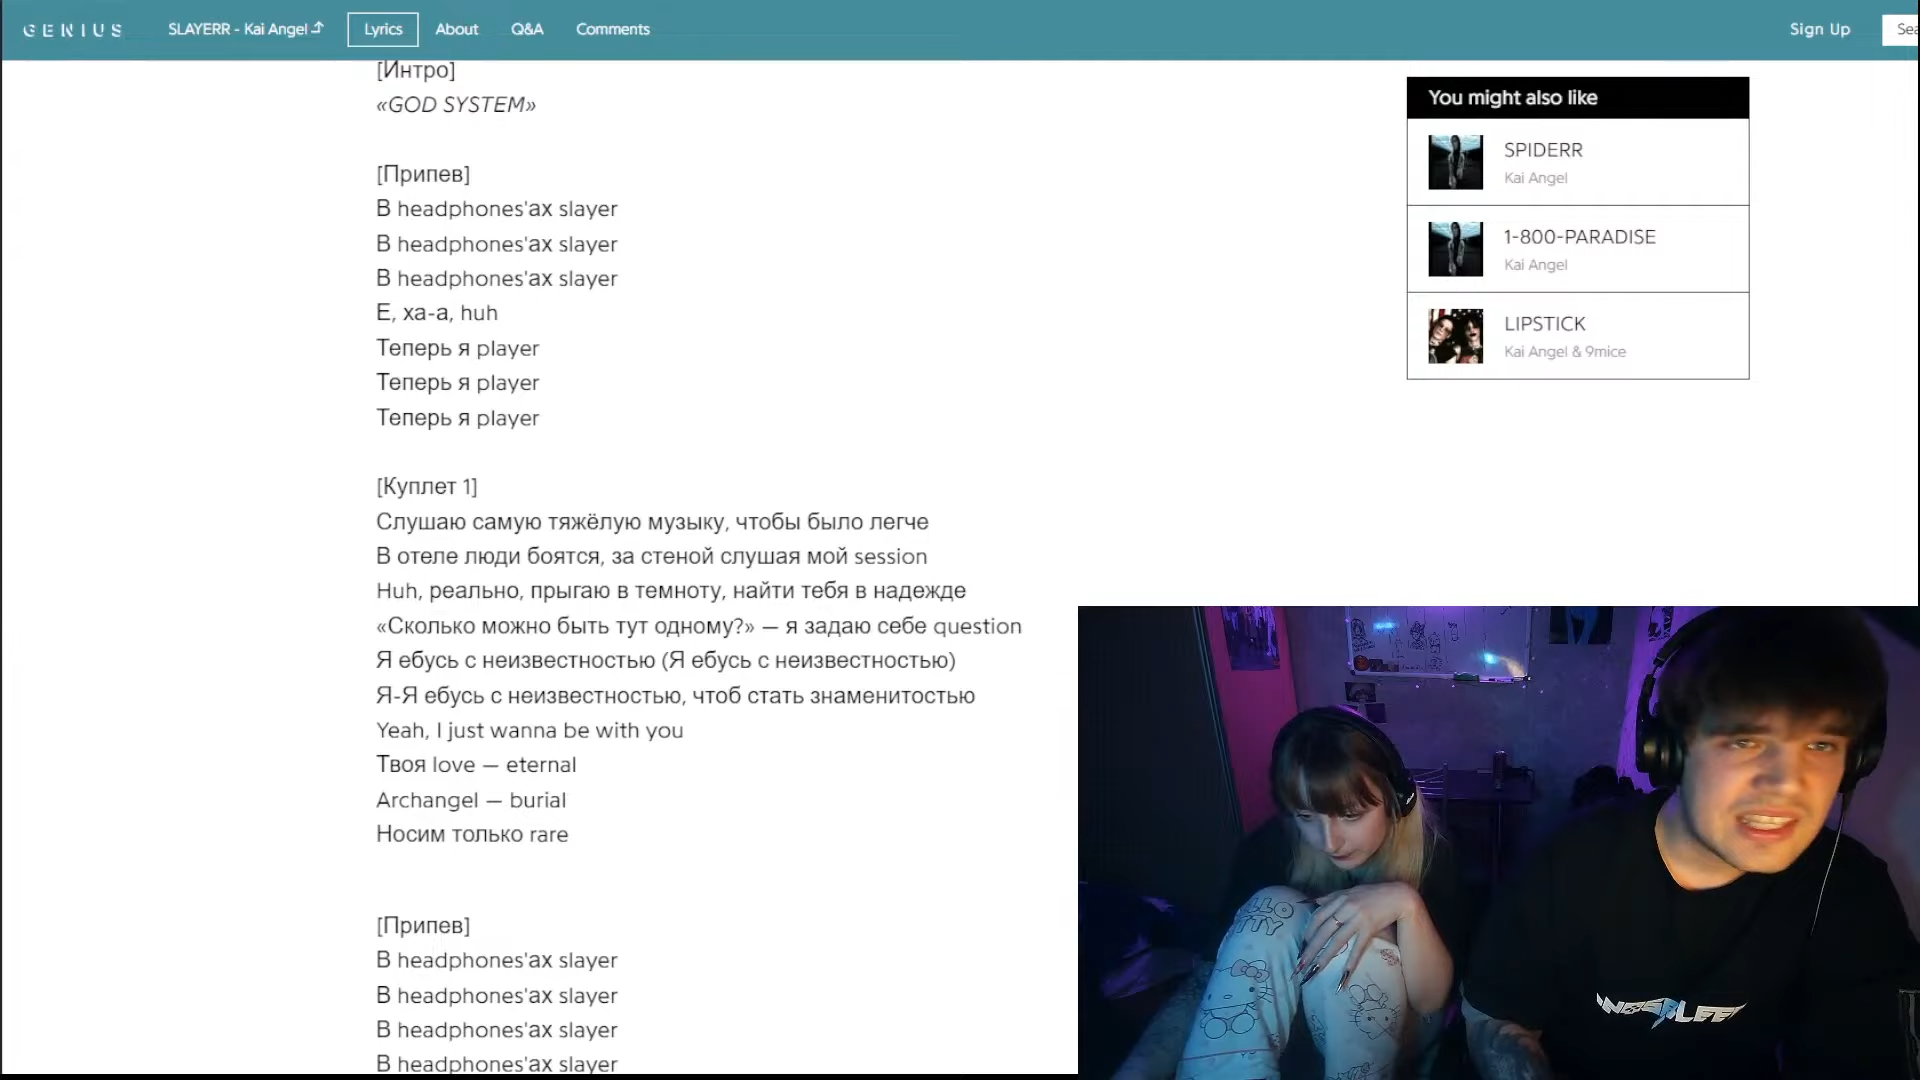 GENIUS
SLAYERR - Kai Angel
Lyrics
About
Q&A
Comments
Sign Up
[Интро]
«GOD SYSTEM»
[Припев]
В headphones'ах slayer
В headphones'ах slayer
В headphones'ах slayer
Е, ха-а, huh
Теперь я player
Теперь я player
Теперь я player
[Куплет 1]
Слушаю самую тяжёлую музыку, чтобы было легче
В отеле люди боятся, за стеной слушая мой session
Huh, реально, прыгаю в темноту, найти тебя в надежде
«Сколько можно быть тут одному?» — я задаю себе question
Я ебусь с неизвестностью (Я ебусь с неизвестностью)
Я-Я ебусь с неизвестностью, чтоб стать знаменитостью
Yeah, I just wanna be with you
Твоя love — eternal
Archangel — burial
Носим только rare
[Припев]
В headphones'ах slayer
В headphones'ах slayer
В headphones'ах slayer
В headphones'ах slayer
You might also like
SPIDERR
Kai Angel
1-800-PARADISE
Kai Angel
LIPSTICK
Kai Angel & 9mice